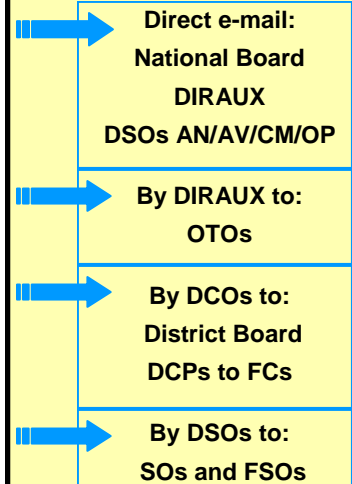 Direct e-mail:
National Board
DIRAUX
DSOs AN/AV/CM/OP
By DIRAUX to:
OTOs
By DCOs to:
District Board
DCPs to FCs
By DSOs to:
SOs and FSOs